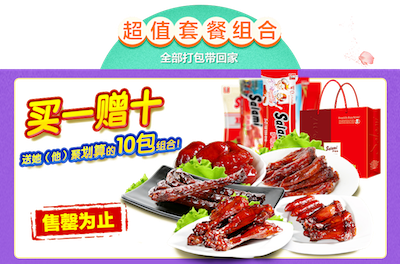 超值套餐组合
全部打包带回家
买一赠十
送她（他）聚划算的10包组合！
售罄为止